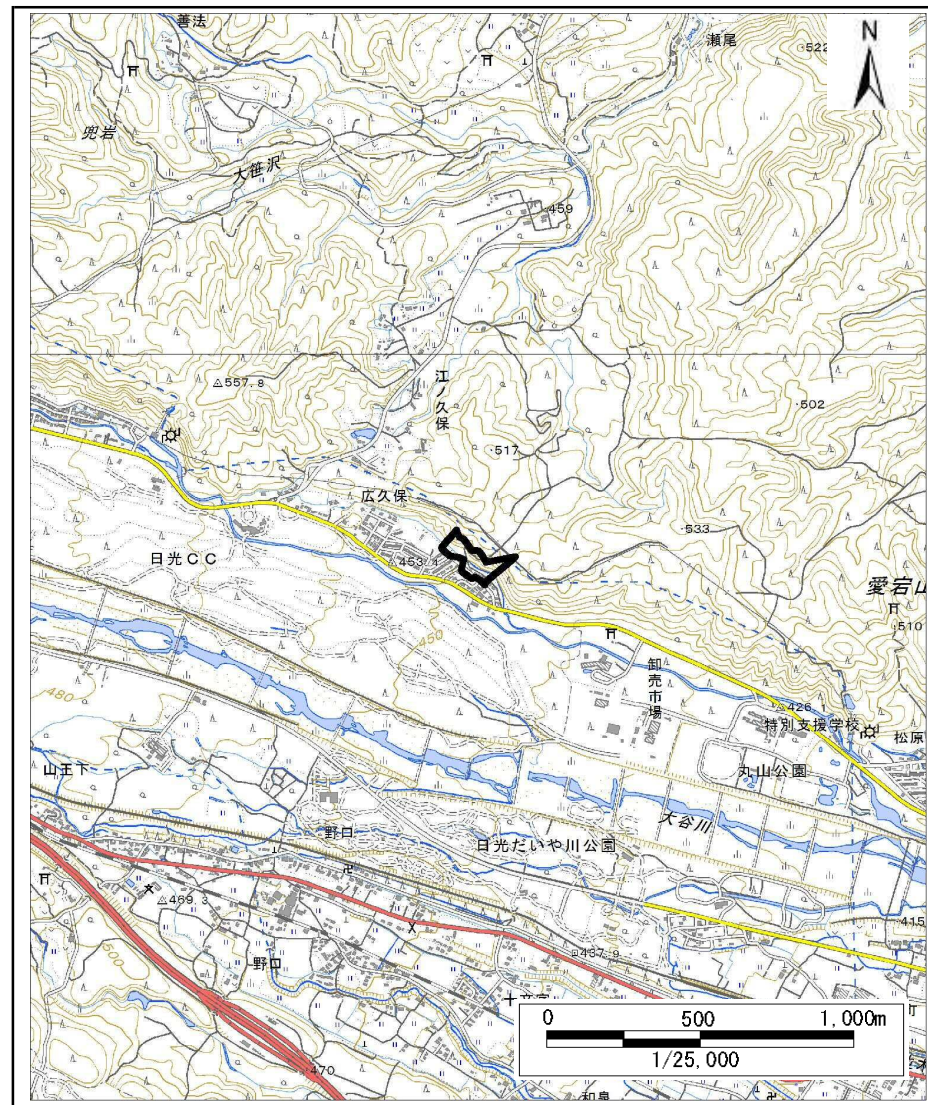 善法
瀬尾
522
N
兜岩
大笹沢
459
江ノ久保
557.8
502
517
広久保
533
日光CC
453.4
愛宕山
510
450
卸売市場
480
426
特別支援学校
松原
山王下
丸山公園
大谷川
野口
日光だいや川公園
469.3
415
437.9
野口
500
十文字
町
470
0 500 1,000m
1/25,000
和泉